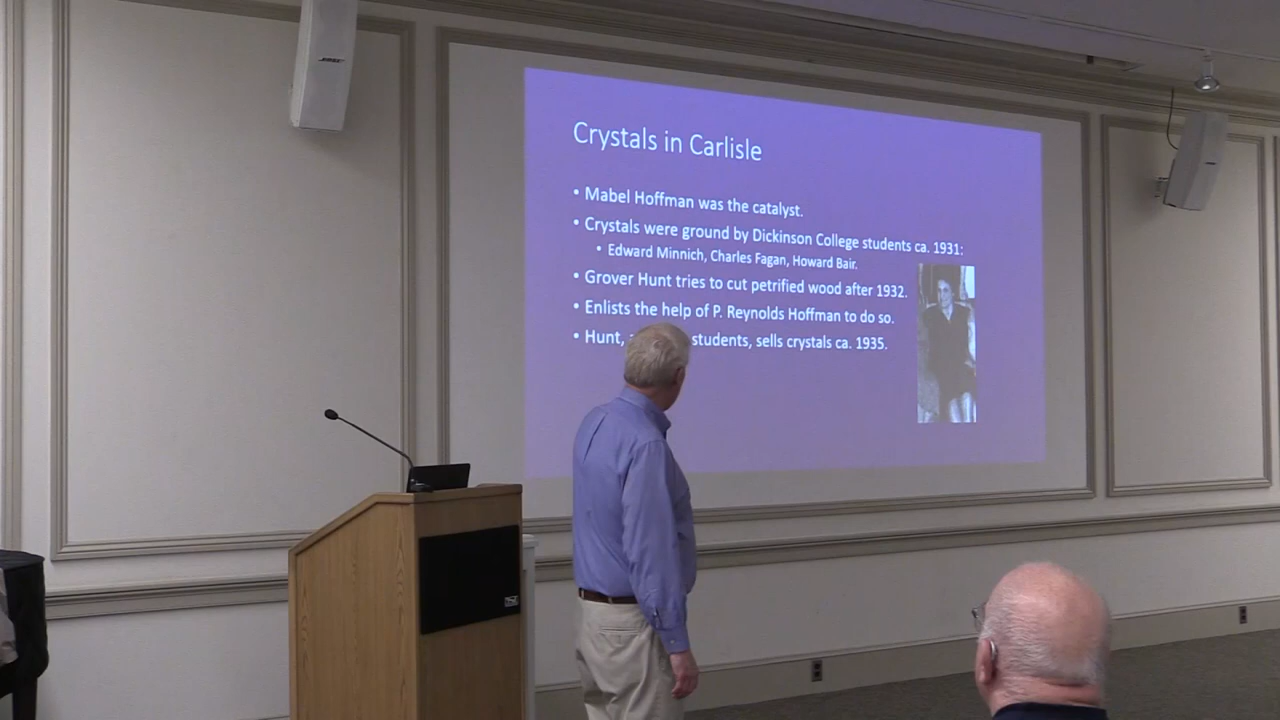 BOSE
Crystals in Carlisle
• Mabel Hoffman was the catalyst.
• Crystals were ground by Dickinson College students ca. 1931:
• Edward Minnich, Charles Fagan, Howard Bair.
• Grover Hunt tries to cut petrified wood after 1932.
• Enlists the help of P. Reynolds Hoffman to do so.
• Hunt, students, sells crystals ca. 1935.